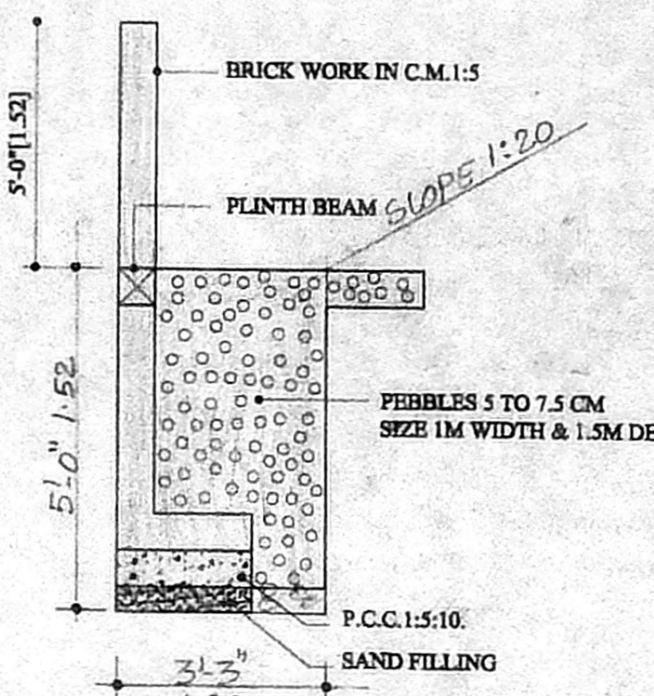 BRICK WORK IN C.M.1:5
5'-0"[1.52]
SLOPE 1:20
PLINTH BEAM
5'-0" 1.52
PEBBLES 5 TO 7.5 CM
SIZE 1M WIDTH & 1.5M DE
P.C.C.1:5:10.
SAND FILLING
3'-3"